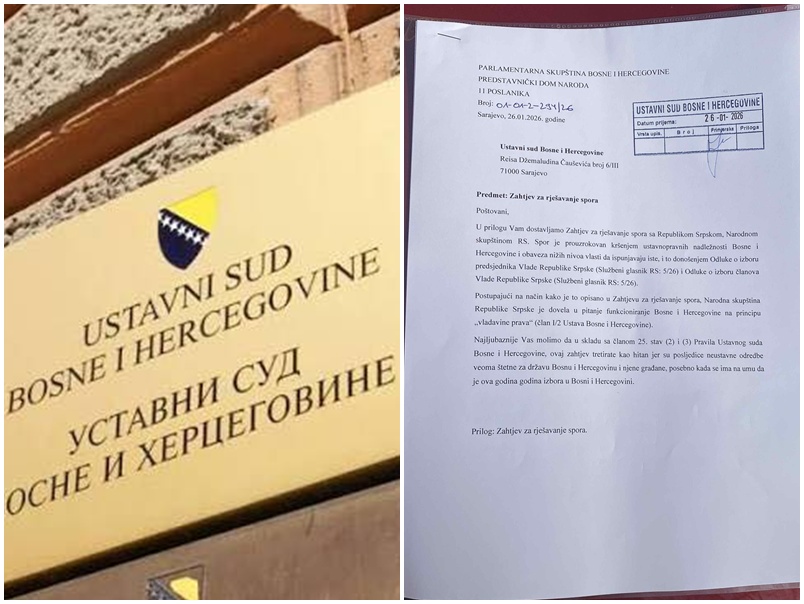 USTAVNI SUD
BOSNE I HERCEGOVINE
УСТАВНИ СУД
ОСНЕ И ХЕРЦЕГОВИНЕ
PARLAMENTARNA SKUPŠTINA BOSNE I HERCEGOVINE
PREDSTAVNIČKI DOM NARODA
11 POSLANIKA
Broj: 01-01-2-291/26
Sarajevo, 26.01.2026. godine
USTAVNI SUD BOSNE I HERCEGOVINE
Datum prijema: 26-01-2026
Vrsta upis. Broj Primjeraka Priloga
Ustavni sud Bosne i Hercegovine
Reisa Džemaludina Čauševića broj 6/III
71000 Sarajevo
Predmet: Zahtjev za rješavanje spora
Poštovani,
U prilogu Vam dostavljamo Zahtjev za rješavanje spora sa Republikom Srpskom, Narodnom
skupštinom RS. Spor je prouzrokovan kršenjem ustavnopravnih nadležnosti Bosne i
Hercegovine i obaveza nižih nivoa vlasti da ispunjavaju iste, i to donošenjem Odluke o izboru
predsjednika Vlade Republike Srpske (Službeni glasnik RS: 5/26) i Odluke o izboru članova
Vlade Republike Srpske (Službeni glasnik RS: 5/26).
Postupajući na način kako je to opisano u Zahtjevu za rješavanje spora, Narodna skupština
Republike Srpske je dovela u pitanje funkcioniranje Bosne i Hercegovine na principu
„vladavine prava“ (član I/2 Ustava Bosne i Hercegovine).
Najljubaznije Vas molimo da u skladu sa članom 25. stav (2) i (3) Pravila Ustavnog suda
Bosne i Hercegovine, ovaj zahtjev tretirate kao hitan jer su posljedice neustavne odredbe
veoma štetne za državu Bosnu i Hercegovinu i njene građane, posebno kada se ima na umu da
je ova godina godina izbora u Bosni i Hercegovini.
Prilog: Zahtjev za rješavanje spora.